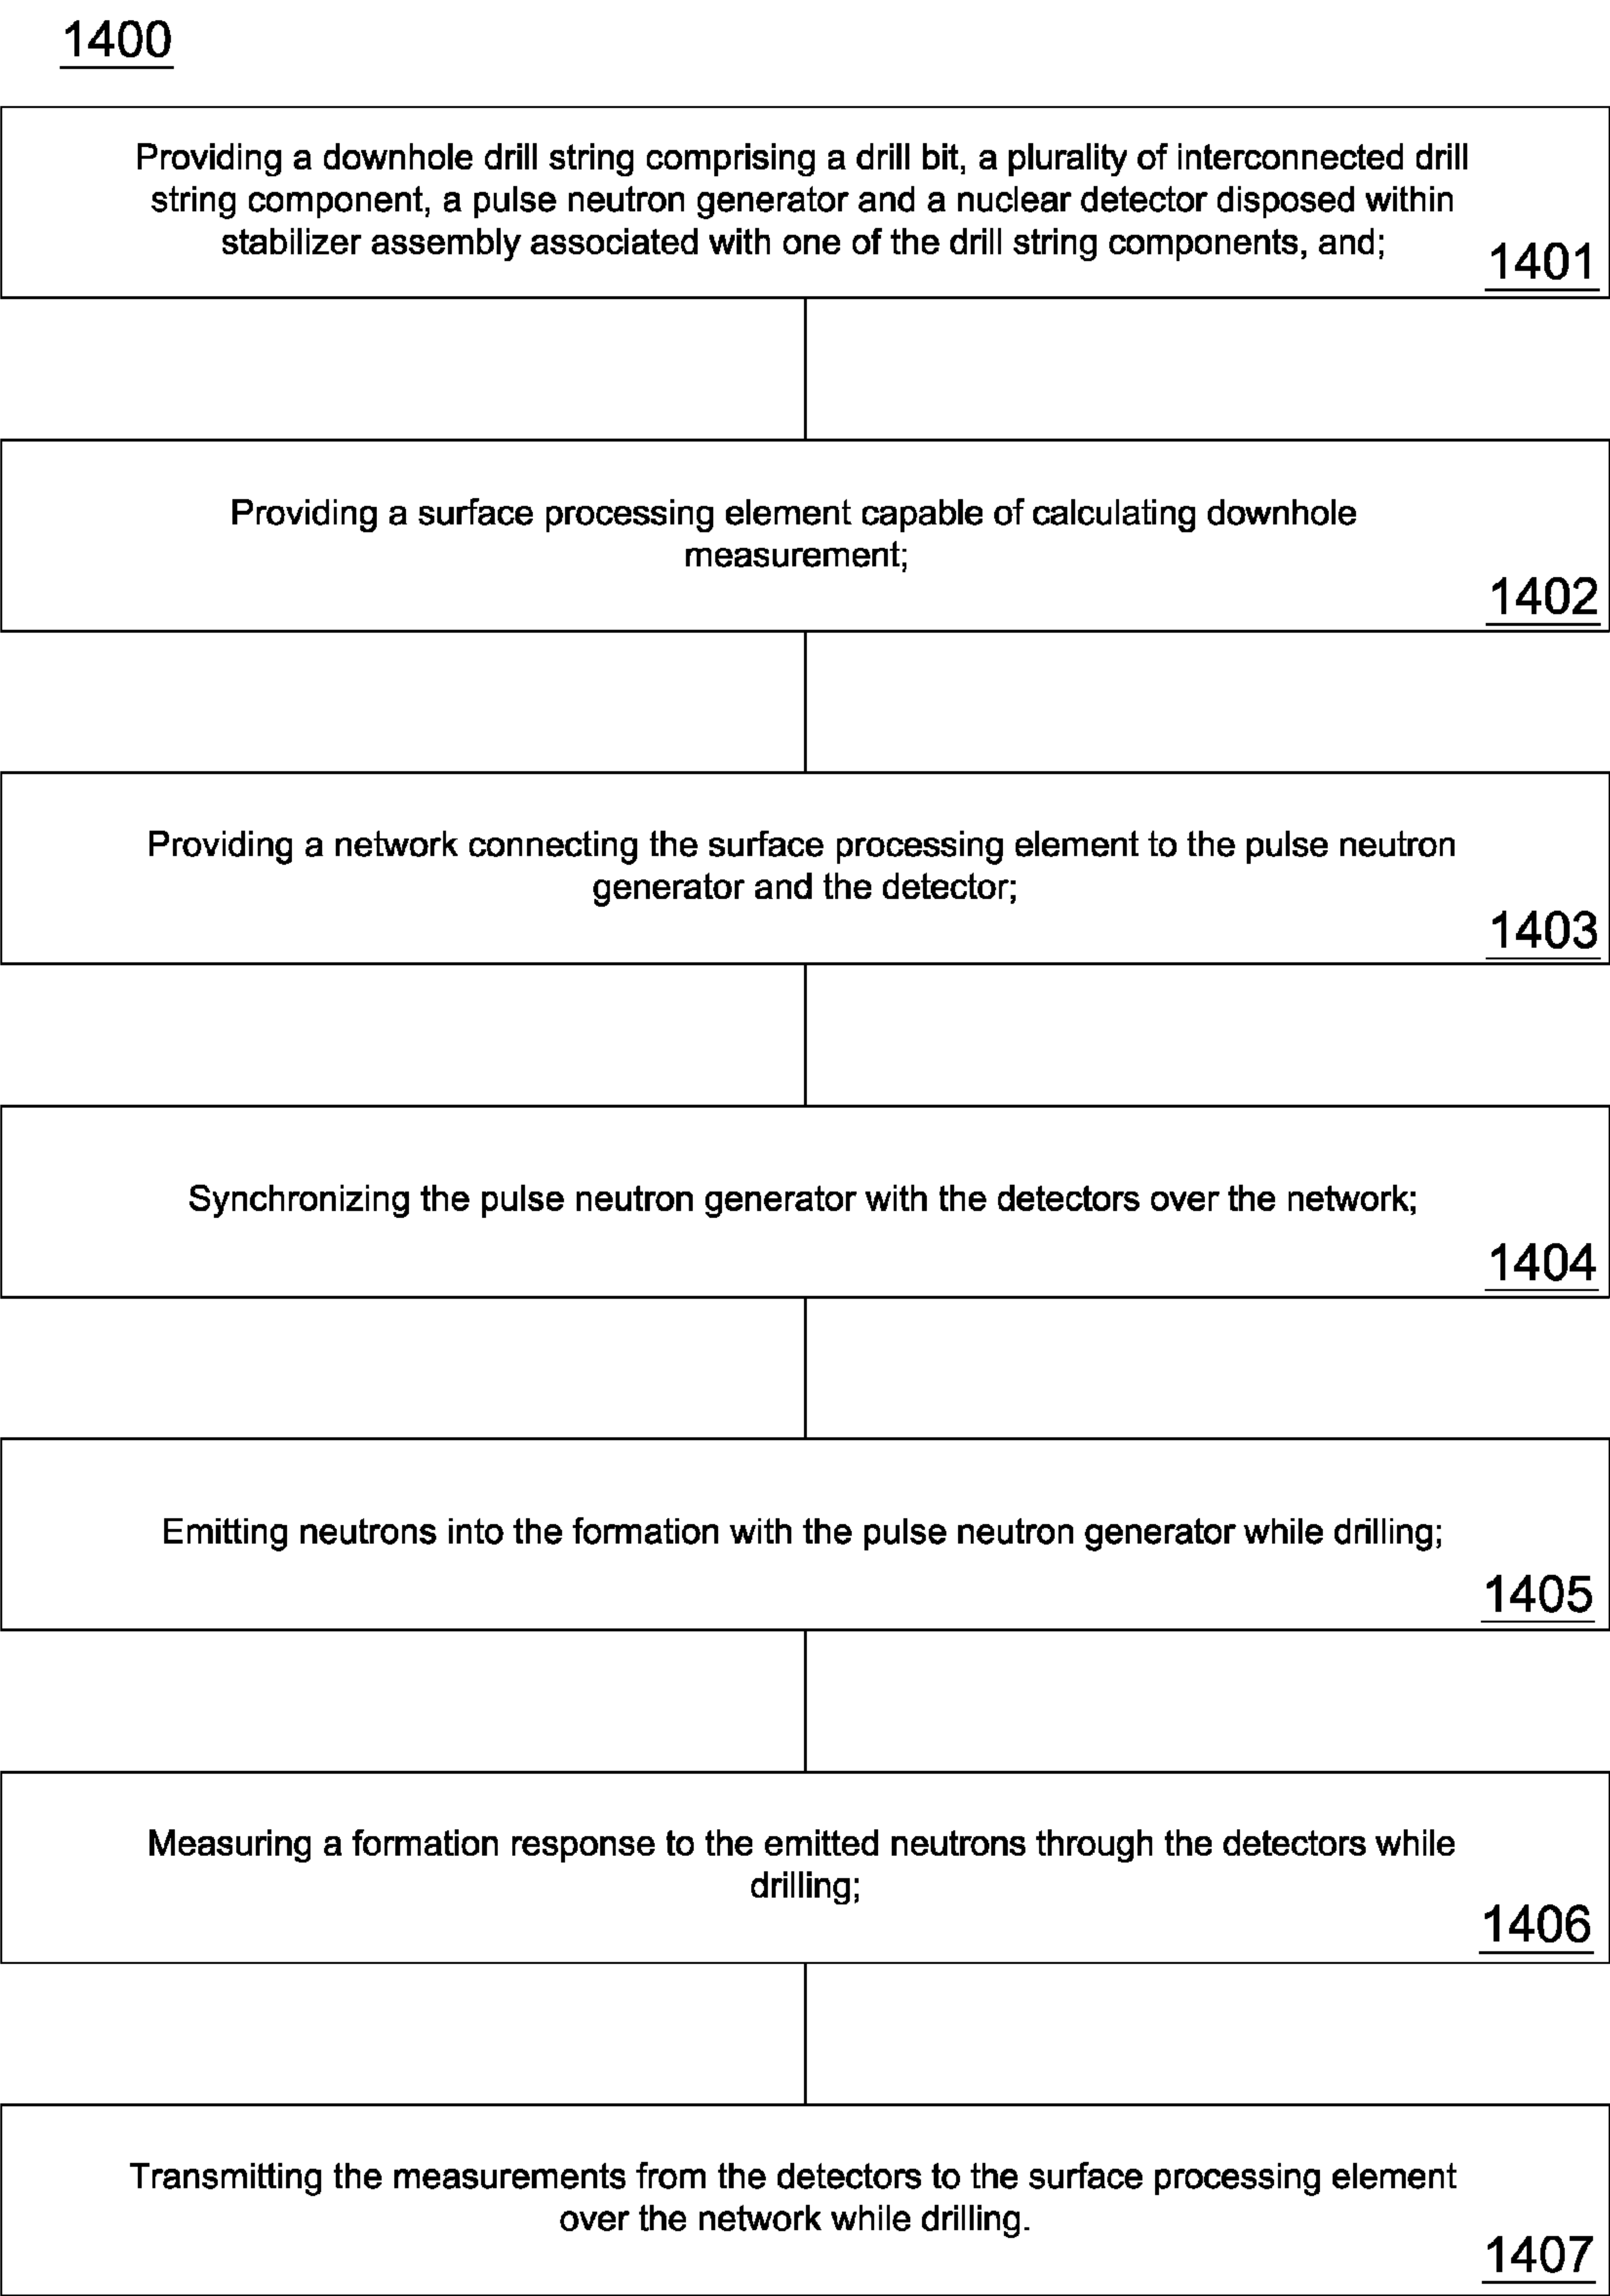 1400
Providing a downhole drill string comprising a drill bit, a plurality of interconnected drill
string component, a pulse neutron generator and a nuclear detector disposed within
stabilizer assembly associated with one of the drill string components, and;
1401
Providing a surface processing element capable of calculating downhole
measurement;
1402
Providing a network connecting the surface processing element to the pulse neutron
generator and the detector;
1403
Synchronizing the pulse neutron generator with the detectors over the network;
1404
Emitting neutrons into the formation with the pulse neutron generator while drilling;
1405
Measuring a formation response to the emitted neutrons through the detectors while
drilling;
1406
Transmitting the measurements from the detectors to the surface processing element
over the network while drilling.
1407